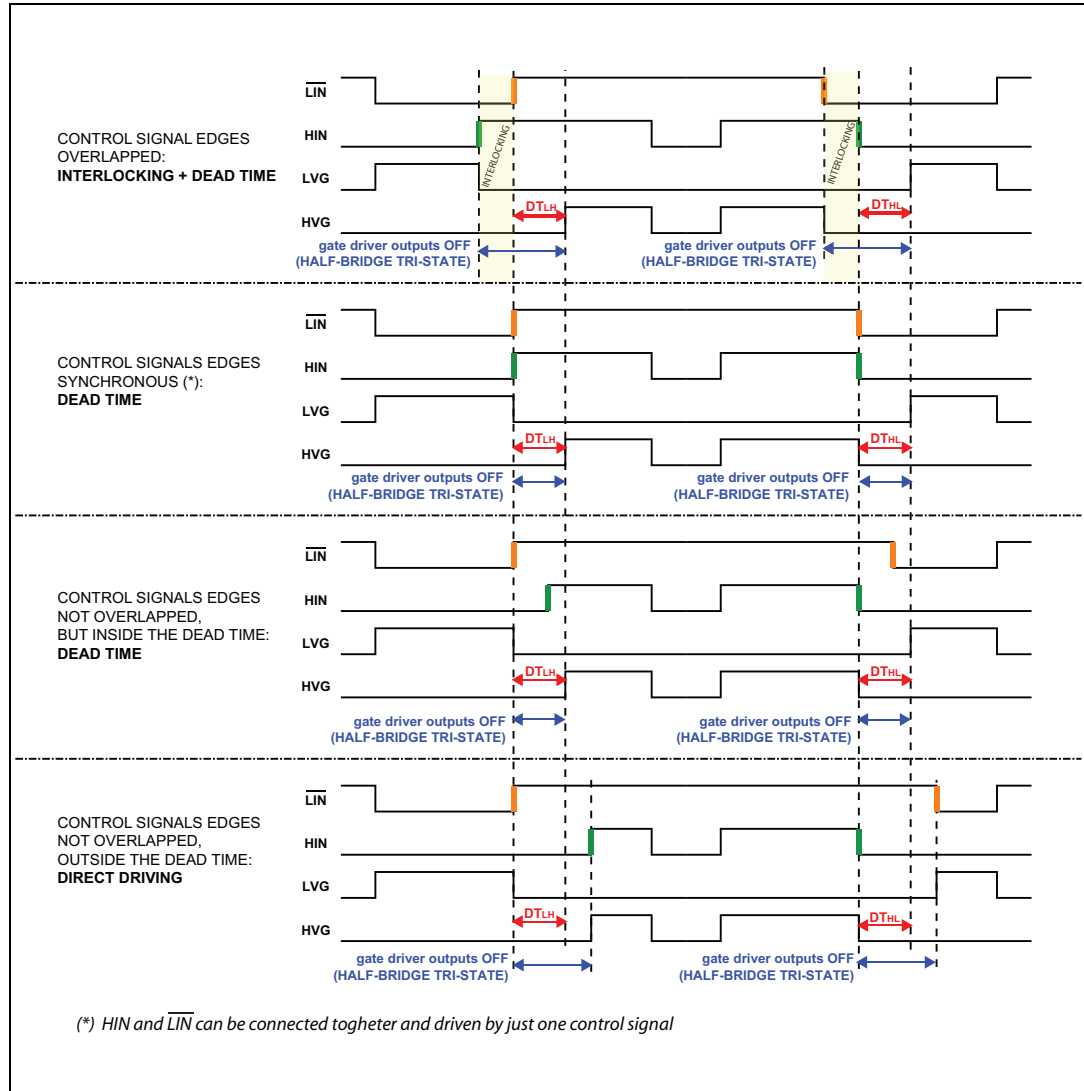 L̅I̅N̅
HIN
LVG
HVG
CONTROL SIGNAL EDGES
OVERLAPPED:
INTERLOCKING + DEAD TIME
INTERLOCKING
INTERLOCKING
DTLH
DTHL
gate driver outputs OFF
(HALF-BRIDGE TRI-STATE)
gate driver outputs OFF
(HALF-BRIDGE TRI-STATE)
L̅I̅N̅
HIN
LVG
HVG
CONTROL SIGNALS EDGES
SYNCHRONOUS (*):
DEAD TIME
DTLH
DTHL
gate driver outputs OFF
(HALF-BRIDGE TRI-STATE)
gate driver outputs OFF
(HALF-BRIDGE TRI-STATE)
L̅I̅N̅
HIN
LVG
HVG
CONTROL SIGNALS EDGES
NOT OVERLAPPED,
BUT INSIDE THE DEAD TIME:
DEAD TIME
DTLH
DTHL
gate driver outputs OFF
(HALF-BRIDGE TRI-STATE)
gate driver outputs OFF
(HALF-BRIDGE TRI-STATE)
L̅I̅N̅
HIN
LVG
HVG
CONTROL SIGNALS EDGES
NOT OVERLAPPED,
OUTSIDE THE DEAD TIME:
DIRECT DRIVING
DTLH
DTHL
gate driver outputs OFF
(HALF-BRIDGE TRI-STATE)
gate driver outputs OFF
(HALF-BRIDGE TRI-STATE)
(*) HIN and L̅I̅N̅ can be connected togheter and driven by just one control signal